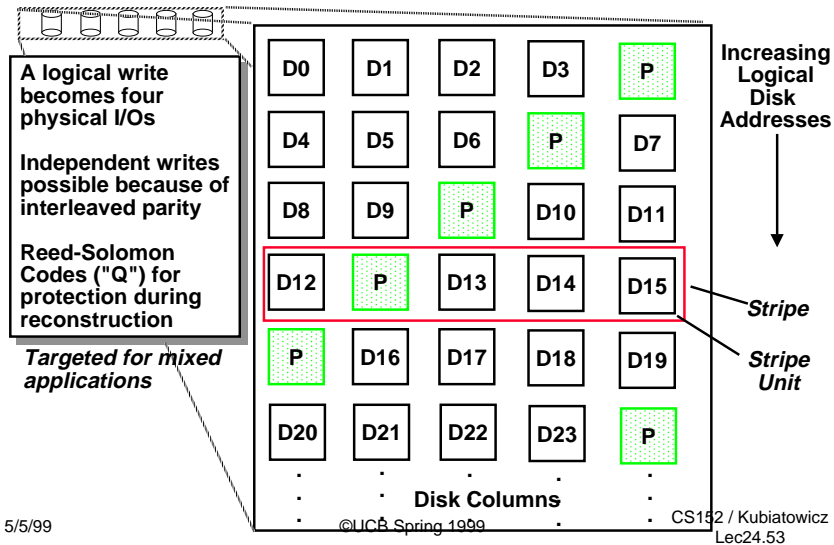 A logical write
becomes four
physical I/Os
Independent writes
possible because of
interleaved parity
Reed-Solomon
Codes ("Q") for
protection during
reconstruction
Targeted for mixed
applications
D0 D1 D2 D3 P
D4 D5 D6 P D7
D8 D9 P D10 D11
D12 P D13 D14 D15
P D16 D17 D18 D19
D20 D21 D22 D23 P
Disk Columns
Increasing
Logical
Disk
Addresses
Stripe
Stripe
Unit
5/5/99
©UCB Spring 1999
CS152 / Kubiatowicz
Lec24.53